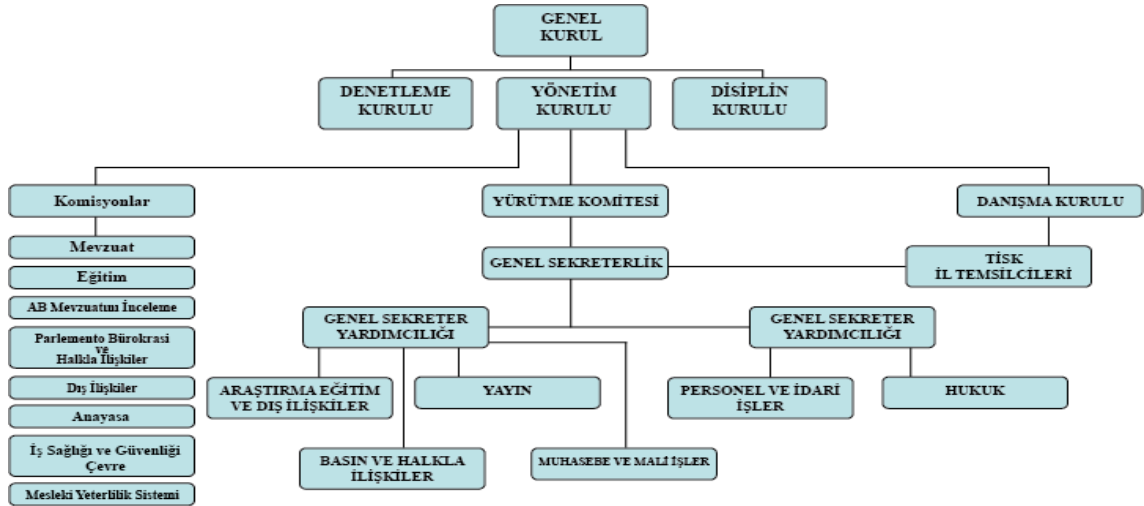 GENEL
KURUL
DENETLEME
KURULU
YÖNETİM
KURULU
DİSİPLİN
KURULU
Komisyonlar
YÜRÜTME KOMİTESİ
DANIŞMA KURULU
Mevzuat
Eğitim
AB Mevzuatını İnceleme
Parlemento Bürokrasi
ve
Halkla İlişkiler
Dış İlişkiler
Anayasa
İş Sağlığı ve Güvenliği
Çevre
Mesleki Yeterlilik Sistemi
GENEL SEKRETERLİK
TİSK
İL TEMSİLCİLERİ
GENEL SEKRETER
YARDIMCILIĞI
GENEL SEKRETER
YARDIMCILIĞI
ARAŞTIRMA EĞİTİM
VE DIŞ İLİŞKİLER
YAYIN
PERSONEL VE İDARİ
İŞLER
HUKUK
BASIN VE HALKLA
İLİŞKİLER
MUHASEBE VE MALİ İŞLER